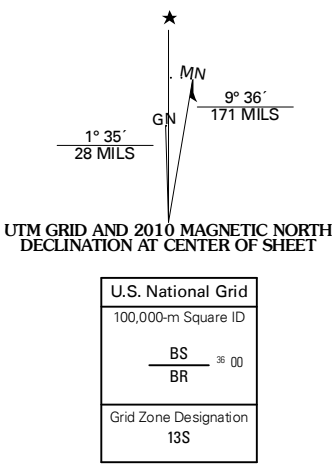 ★
MN
GN
9° 36´
171 MILS
1° 35´
28 MILS
UTM GRID AND 2010 MAGNETIC NORTH
DECLINATION AT CENTER OF SHEET
U.S. National Grid
100,000-m Square ID
BS
36 00
BR
Grid Zone Designation
13S